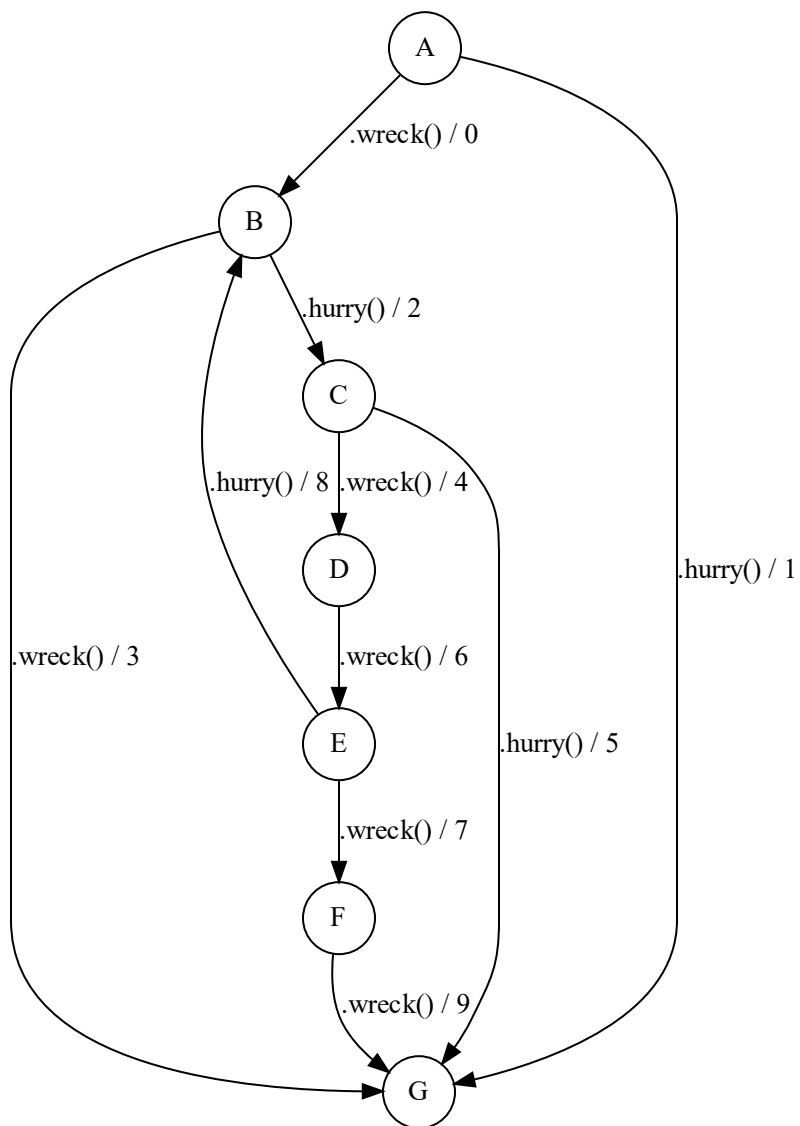 A
.wreck() / 0
B
.hurry() / 2
C
.hurry() / 8
.wreck() / 4
D
.hurry() / 1
.wreck() / 3
.wreck() / 6
E
.hurry() / 5
.wreck() / 7
F
.wreck() / 9
G